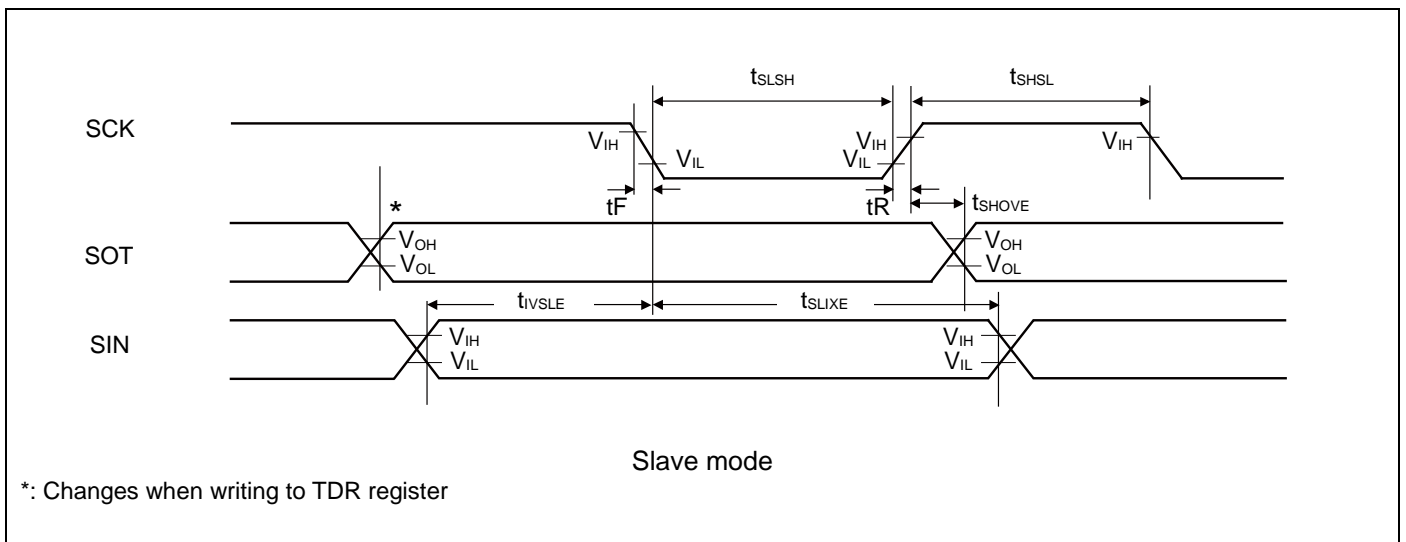 tSLSH tSHSL
SCK
VIH VIL VIH VIH
VIL
tF tR tSHOVE
*
SOT
VOH VOH
VOL VOL
tIVSLE tSLIXE
SIN
VIH VIH
VIL VIL
Slave mode
*: Changes when writing to TDR register